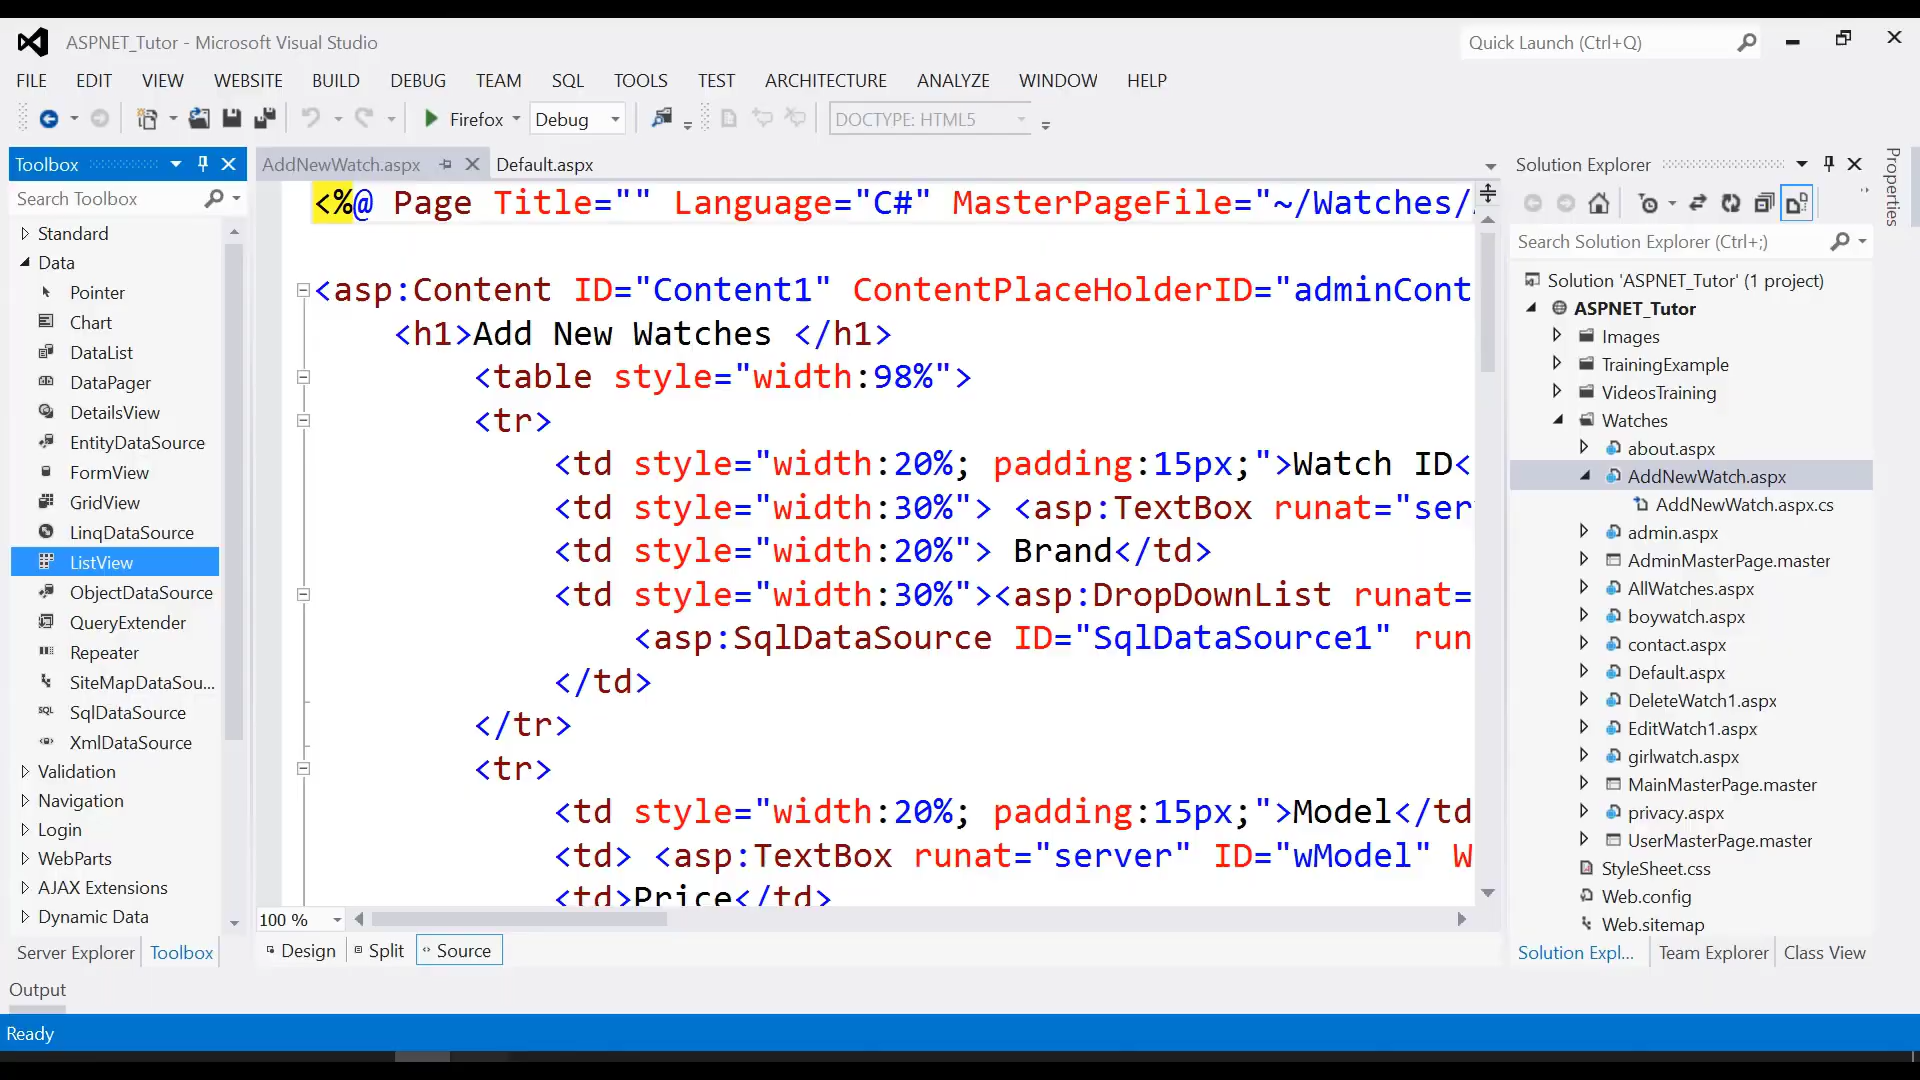 ASPNET_Tutor - Microsoft Visual Studio
Quick Launch (Ctrl+Q)
FILE EDIT VIEW WEBSITE BUILD DEBUG TEAM SQL TOOLS TEST ARCHITECTURE ANALYZE WINDOW HELP
Firefox Debug DOCTYPE: HTML5
Toolbox
Search Toolbox
Standard
Data
Pointer
Chart
DataList
DataPager
DetailsView
EntityDataSource
FormView
GridView
LinqDataSource
ListView
ObjectDataSource
QueryExtender
Repeater
SiteMapDataSou...
SQL SqlDataSource
XmlDataSource
Validation
Navigation
Login
WebParts
AJAX Extensions
Dynamic Data
Server Explorer Toolbox
AddNewWatch.aspx Default.aspx
<%@ Page Title="" Language="C#" MasterPageFile="~/Watches/
<asp:Content ID="Content1" ContentPlaceHolderID="adminCont
<h1>Add New Watches </h1>
<table style="width:98%">
<tr>
<td style="width:20%; padding:15px;">Watch ID<
<td style="width:30%"> <asp:TextBox runat="ser
<td style="width:20%"> Brand</td>
<td style="width:30%"><asp:DropDownList runat=
<asp:SqlDataSource ID="SqlDataSource1" run
</td>
</tr>
<tr>
<td style="width:20%; padding:15px;">Model</td
<td> <asp:TextBox runat="server" ID="wModel" W
<td>Price</td>
100 %
Design Split Source
Solution Explorer
Search Solution Explorer (Ctrl+;)
Solution 'ASPNET_Tutor' (1 project)
ASPNET_Tutor
Images
TrainingExample
VideosTraining
Watches
about.aspx
AddNewWatch.aspx
AddNewWatch.aspx.cs
admin.aspx
AdminMasterPage.master
AllWatches.aspx
boywatch.aspx
contact.aspx
Default.aspx
DeleteWatch1.aspx
EditWatch1.aspx
girlwatch.aspx
MainMasterPage.master
privacy.aspx
UserMasterPage.master
StyleSheet.css
Web.config
Web.sitemap
Solution Expl... Team Explorer Class View
Properties
Output
Ready